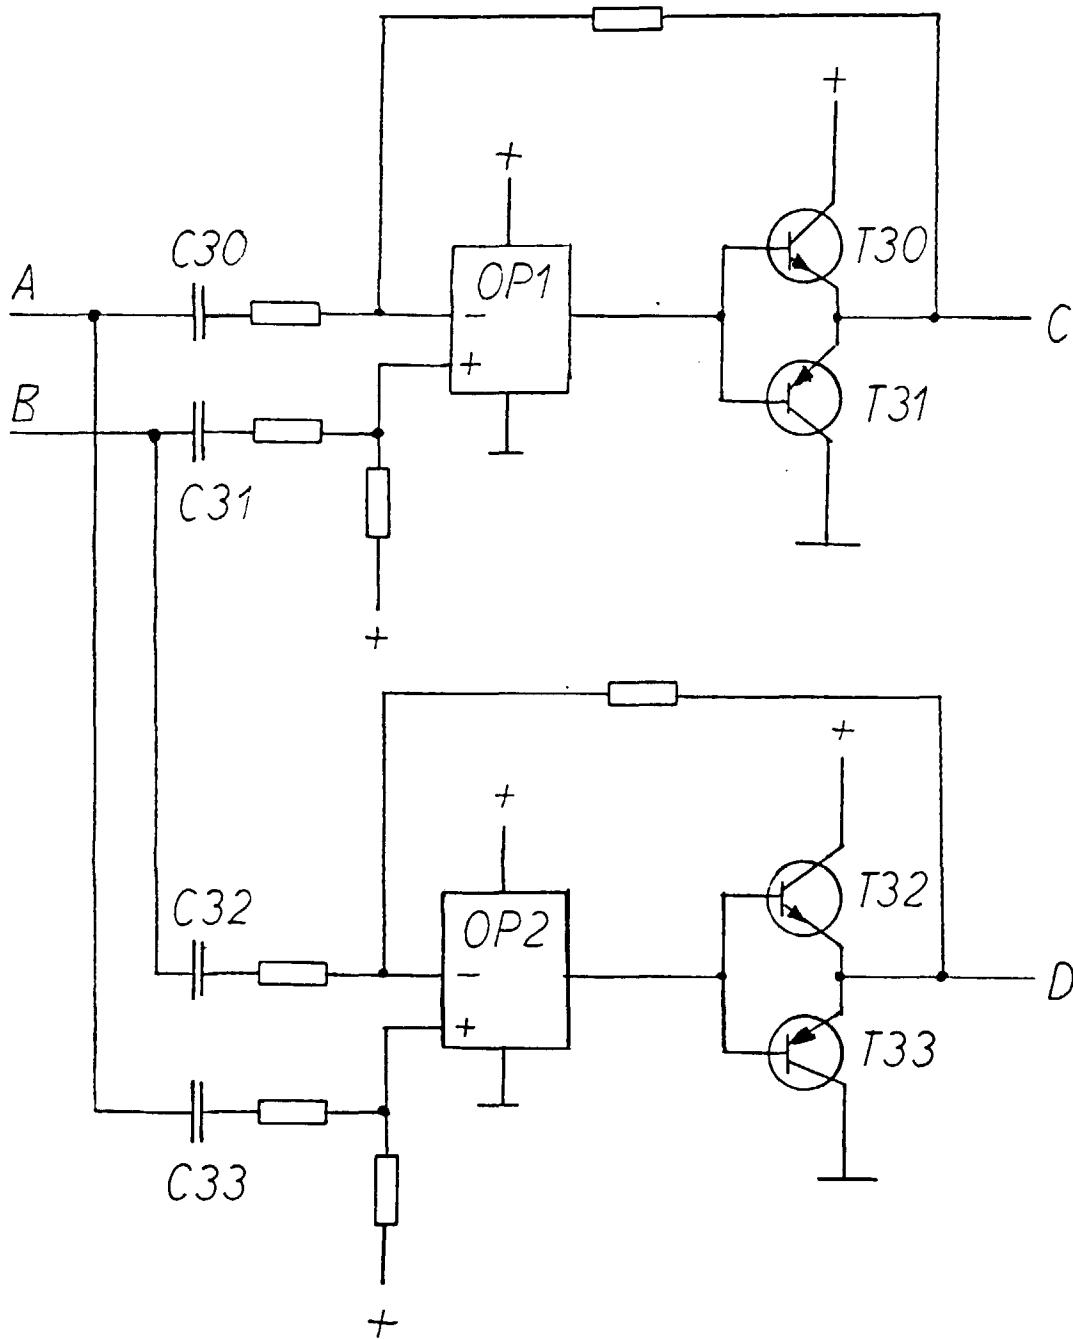 +
+
C30
T30
A
OP1
−
C
+
B
T31
C31
+
+
+
C32
T32
OP2
−
D
+
T33
C33
+